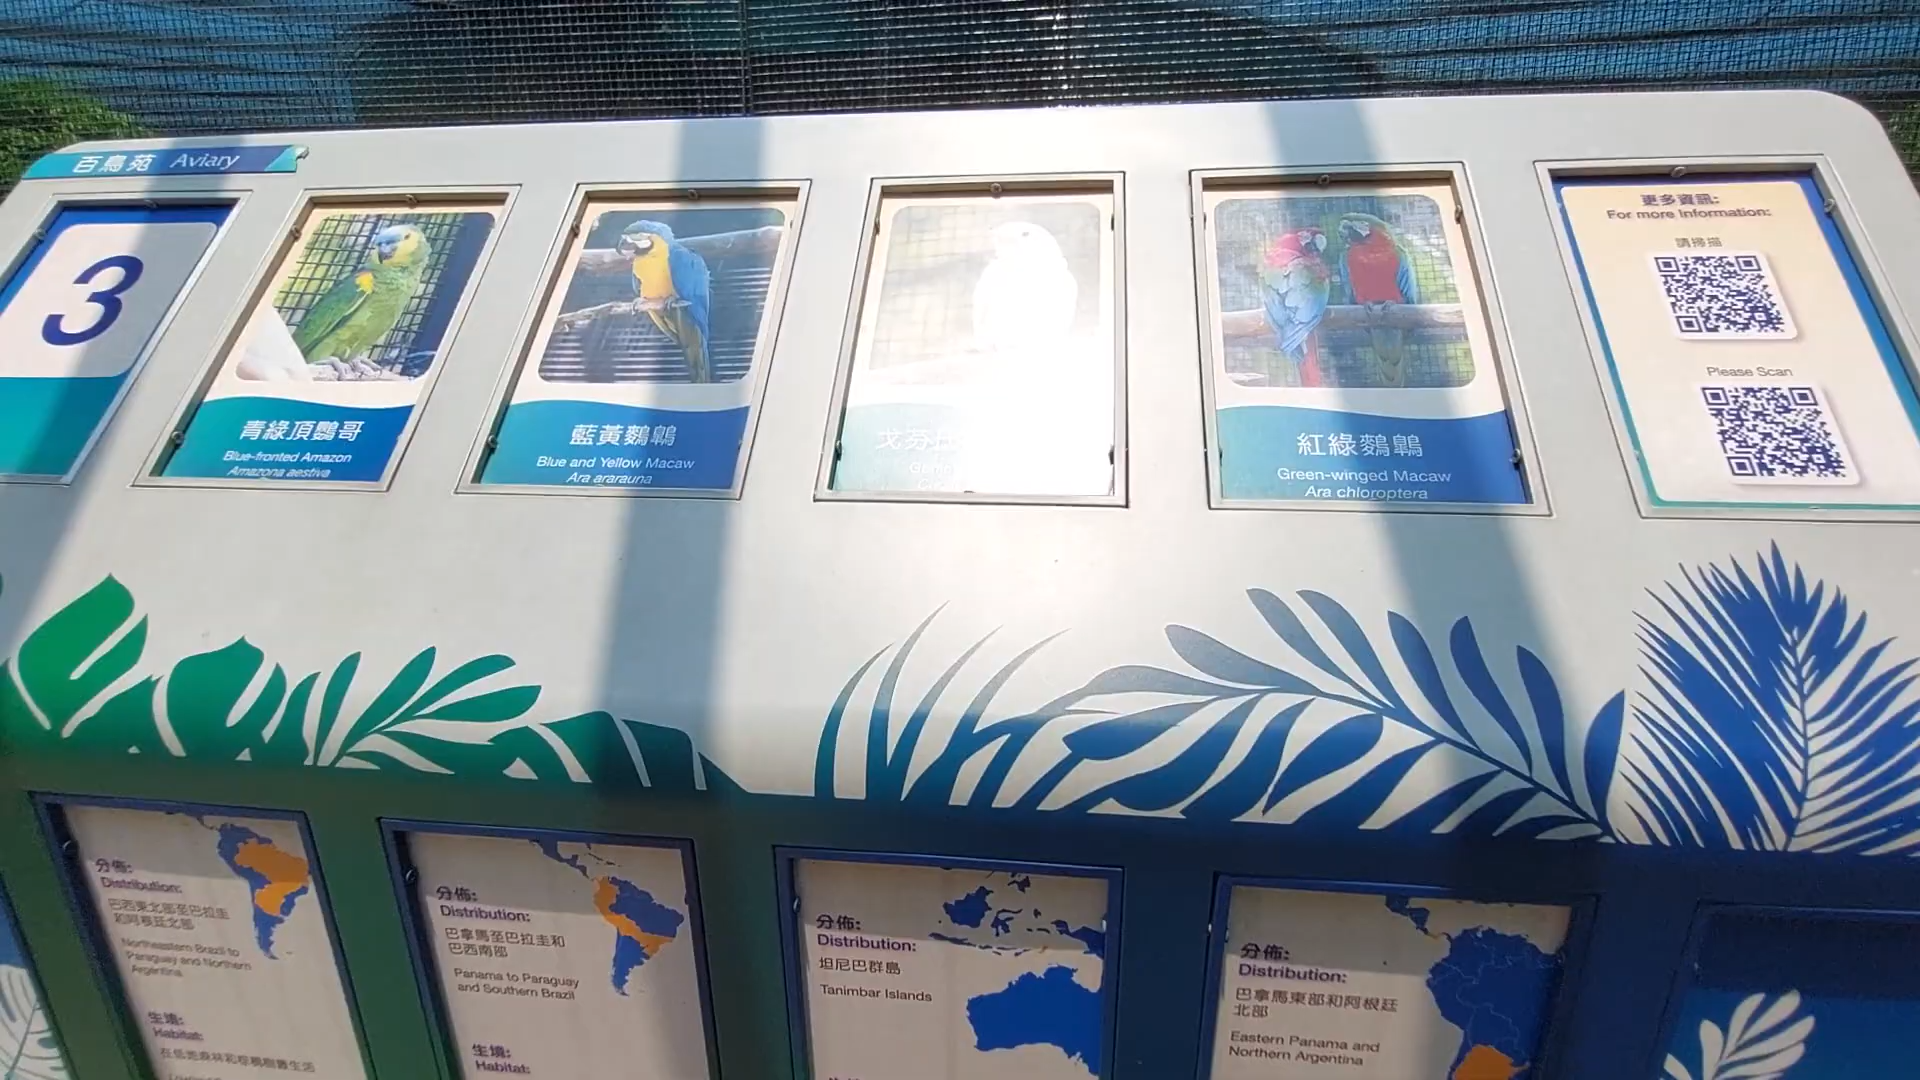 百鳥苑 Aviary
3
青綠頂鸚哥
Blue-fronted Amazon
Amazona aestiva
藍黃鸚鵡
Blue and Yellow Macaw
Ara ararauna
戈芬
紅綠鸚鵡
Green-winged Macaw
Ara chloroptera
更多資訊:
For more Information:
請掃描
Please Scan
分佈:
Distribution:
巴西東北部至巴拉圭
和阿根廷北部
Northeastern Brazil to
Paraguay and Northern
Argentina
生境:
Habitat:
分佈:
Distribution:
巴拿馬至巴拉圭和
巴西南部
Panama to Paraguay
and Southern Brazil
生境:
Habitat:
分佈:
Distribution:
坦尼巴群島
Tanimbar Islands
分佈:
Distribution:
巴拿馬東部和阿根廷
北部
Eastern Panama and
Northern Argentina